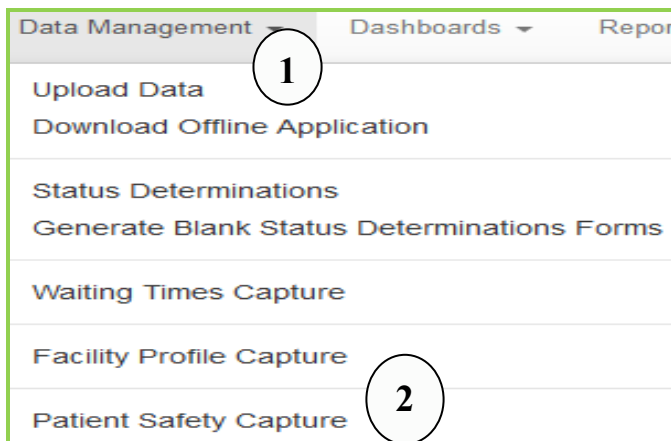 Data Management Dashboards Repor
1
Upload Data
Download Offline Application
Status Determinations
Generate Blank Status Determinations Forms
Waiting Times Capture
Facility Profile Capture
2
Patient Safety Capture